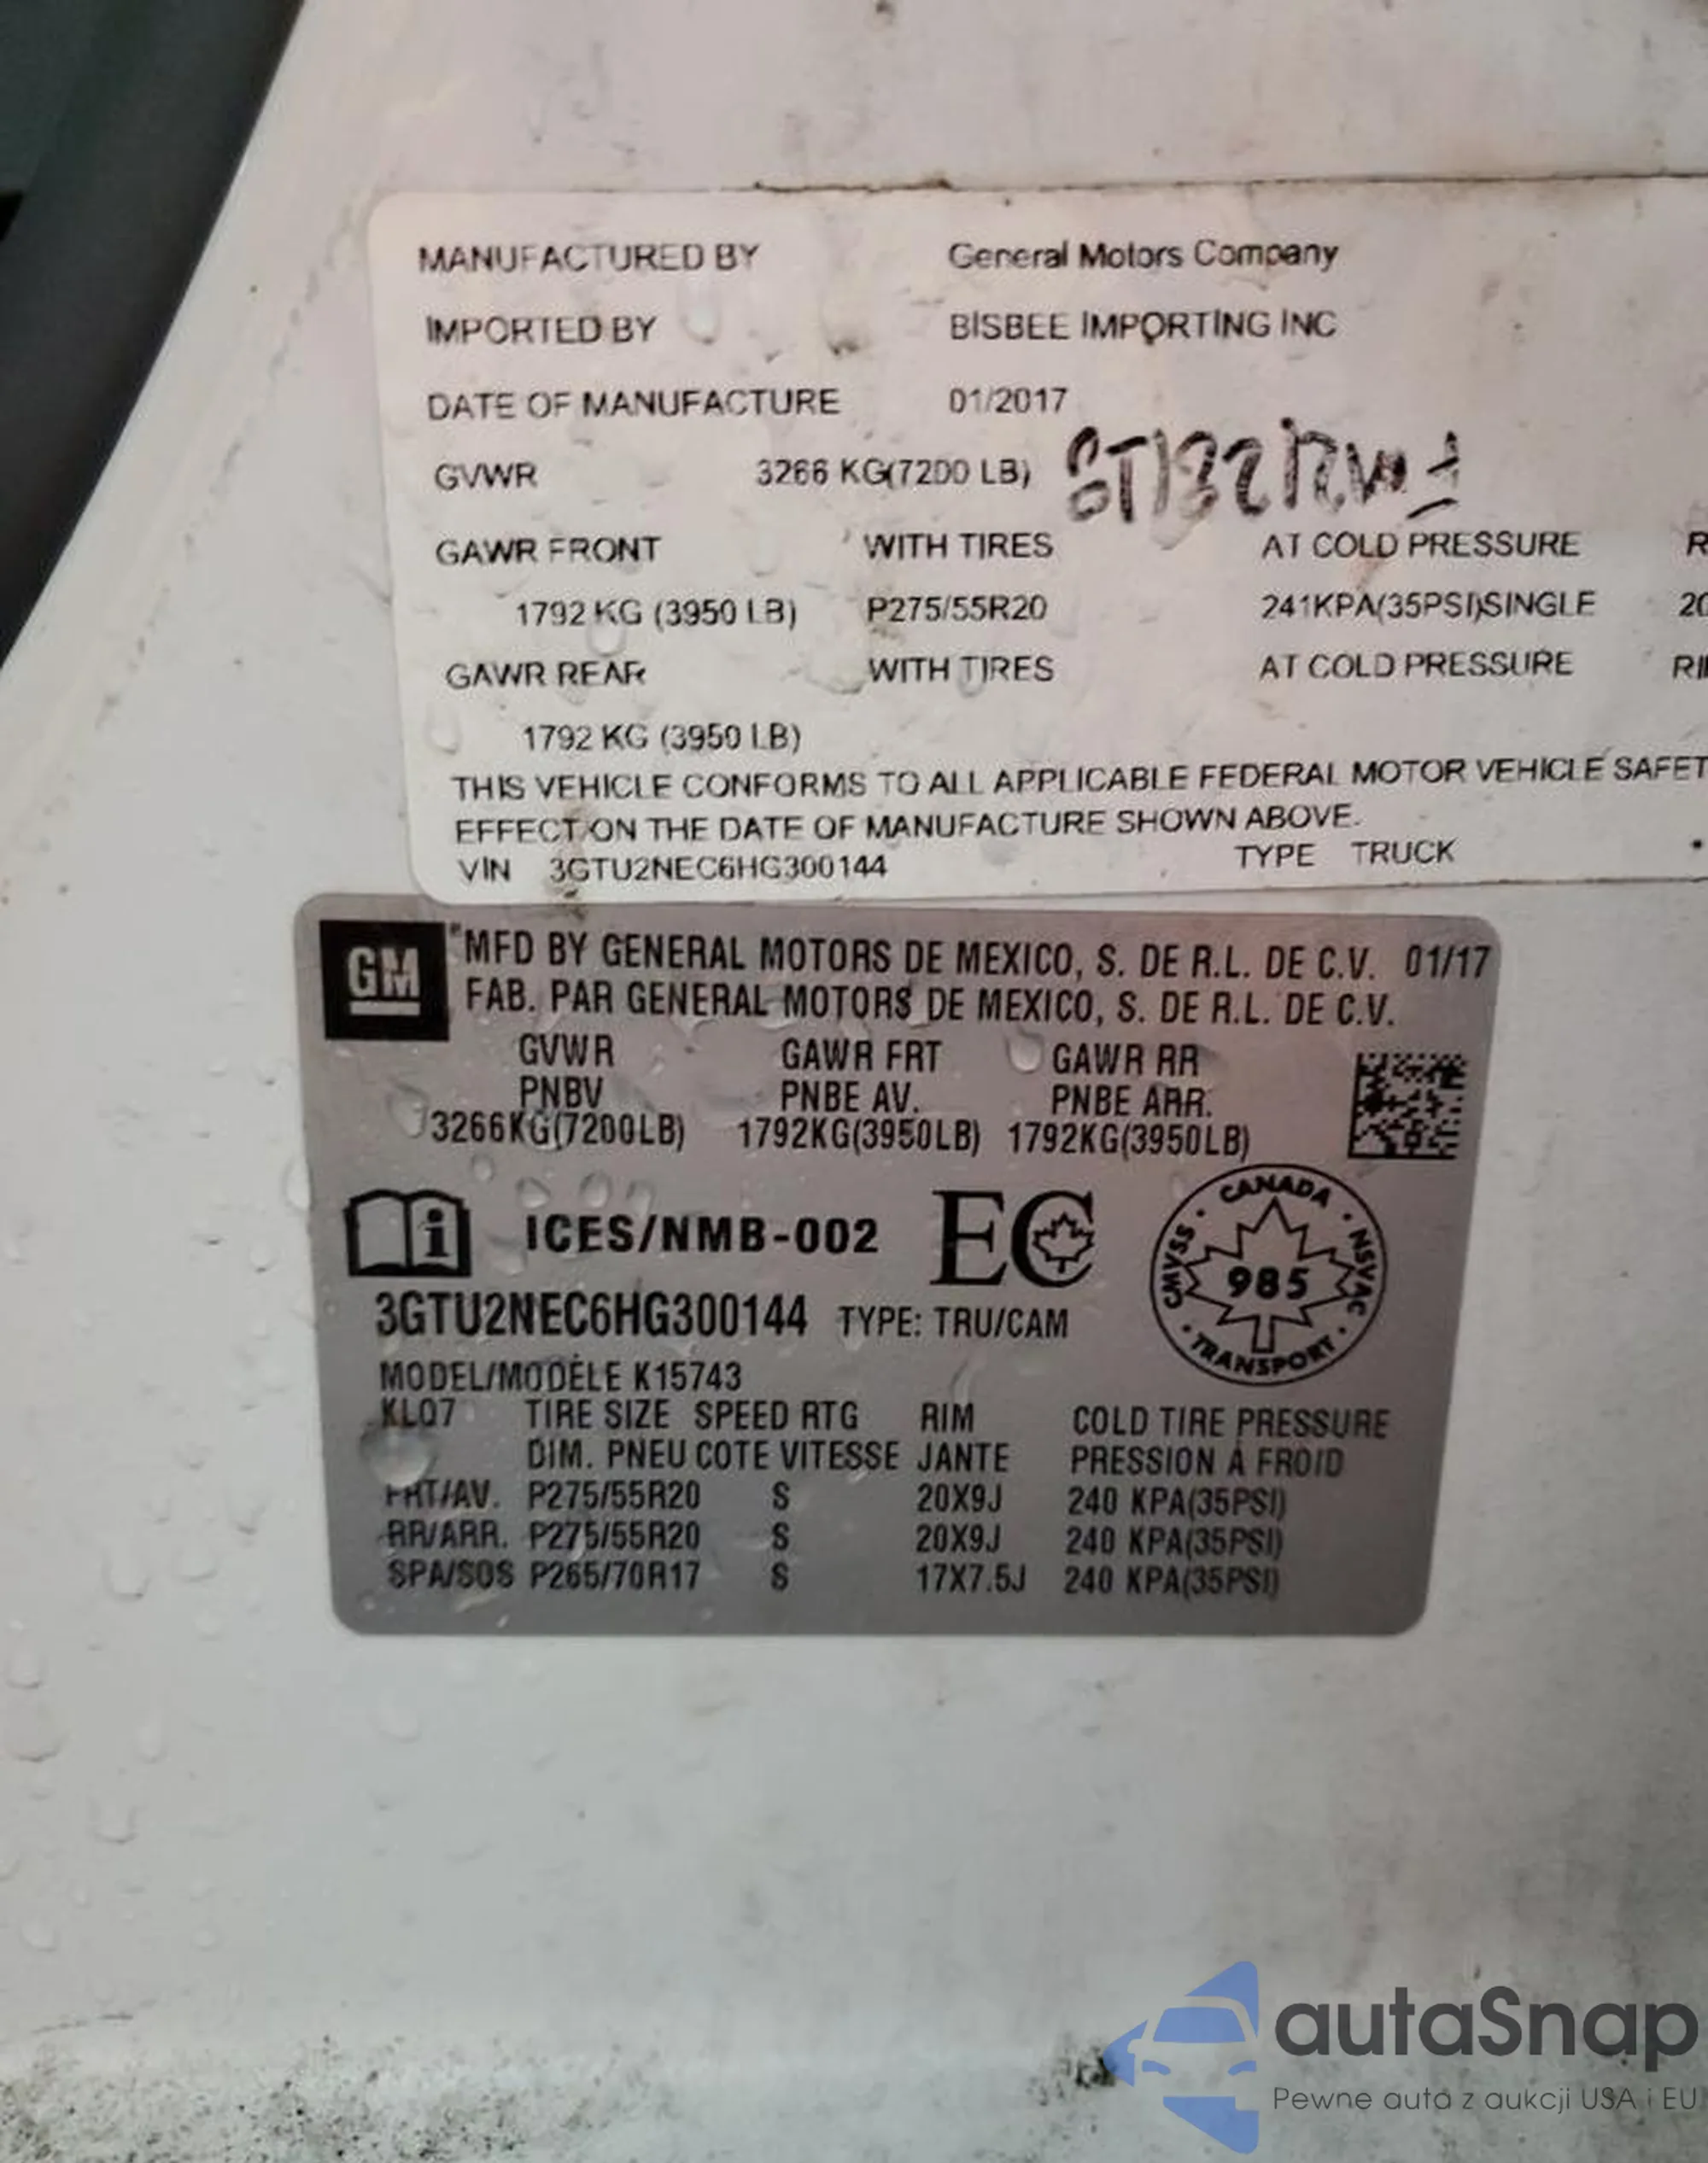 MANUFACTURED BY General Motors Company
IMPORTED BY BISBEE IMPORTING INC
DATE OF MANUFACTURE 01/2017
GVWR 3266 KG(7200 LB)
GAWR FRONT WITH TIRES AT COLD PRESSURE R
1792 KG (3950 LB) P275/55R20 241KPA(35PSI)SINGLE 20
GAWR REAR WITH TIRES AT COLD PRESSURE RI
1792 KG (3950 LB)
THIS VEHICLE CONFORMS TO ALL APPLICABLE FEDERAL MOTOR VEHICLE SAFET
EFFECT ON THE DATE OF MANUFACTURE SHOWN ABOVE.
VIN 3GTU2NEC6HG300144 TYPE TRUCK
GM
MFD BY GENERAL MOTORS DE MEXICO, S. DE R.L. DE C.V. 01/17
FAB. PAR GENERAL MOTORS DE MEXICO, S. DE R.L. DE C.V.
GVWR GAWR FRT GAWR RR
PNBV PNBE AV. PNBE ARR.
3266KG(7200LB) 1792KG(3950LB) 1792KG(3950LB)
i ICES/NMB-002 EC
CANADA · NSVAC · TRANSPORT · CMVSS ·
985
3GTU2NEC6HG300144 TYPE: TRU/CAM
MODEL/MODÈLE K15743
KLQ7 TIRE SIZE SPEED RTG RIM COLD TIRE PRESSURE
DIM. PNEU COTE VITESSE JANTE PRESSION À FROID
FRT/AV. P275/55R20 S 20X9J 240 KPA(35PSI)
RR/ARR. P275/55R20 S 20X9J 240 KPA(35PSI)
SPA/SOS P265/70R17 S 17X7.5J 240 KPA(35PSI)
autaSnap
Pewne auta z aukcji USA i EU